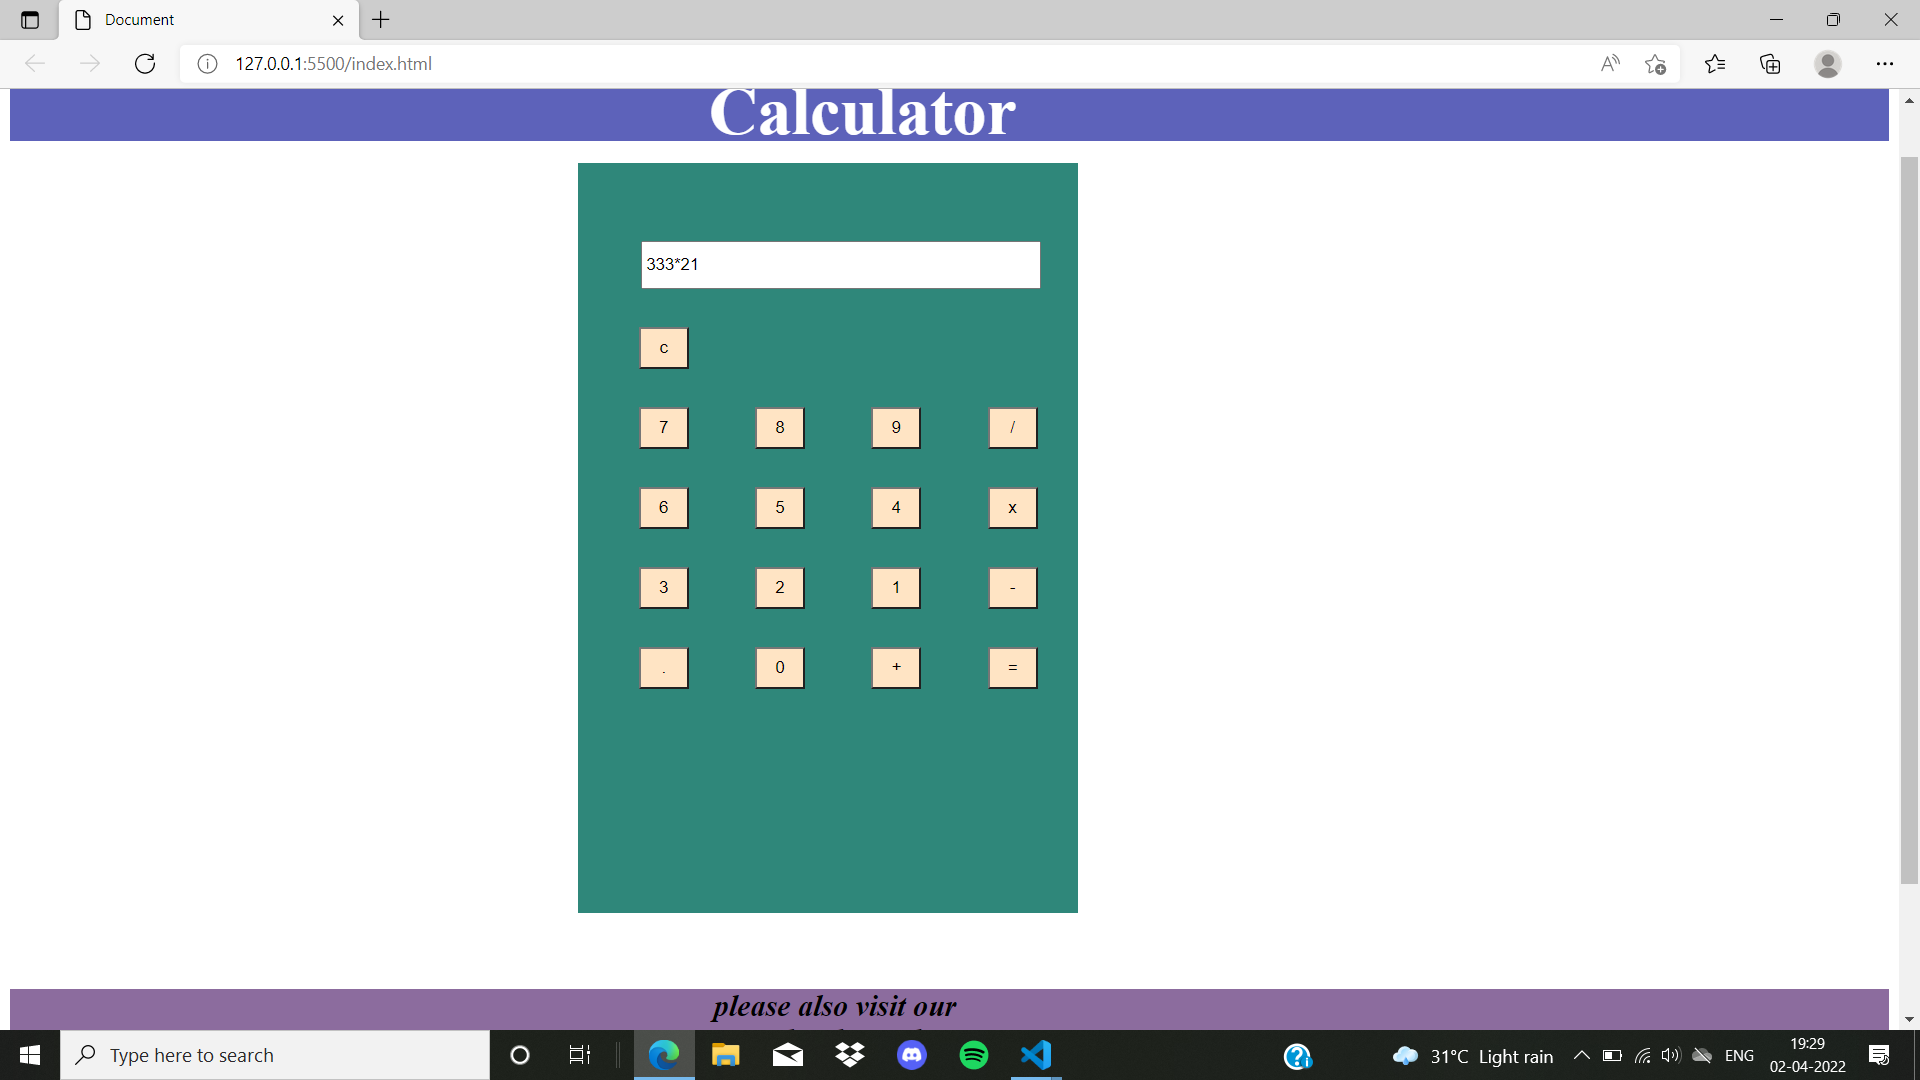 Document
127.0.0.1:5500/index.html
Calculator
333*21
c
7 8 9 /
6 5 4 x
3 2 1 -
. 0 + =
please also visit our
Type here to search
31°C Light rain
ENG
19:29
02-04-2022